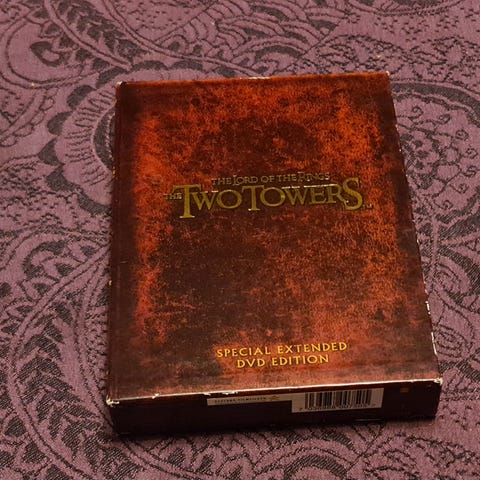 THE LORD OF THE RINGS
THE TWO TOWERS
SPECIAL EXTENDED
DVD EDITION